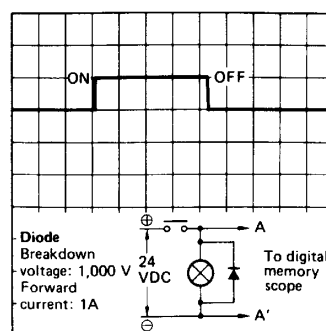 ON
OFF
⊕
A
Diode
Breakdown
voltage: 1,000 V
Forward
current: 1A
24
VDC
To digital
memory
scope
⊖
A'